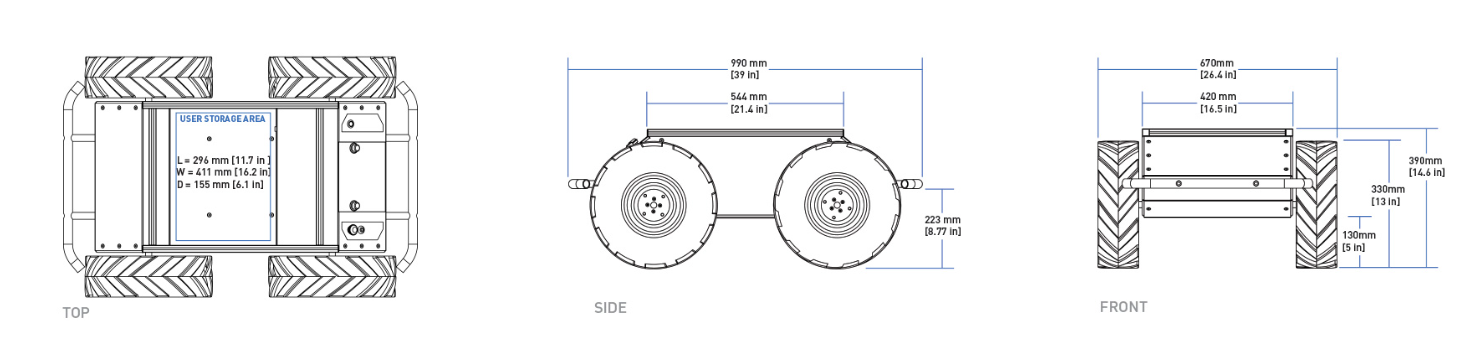 USER STORAGE AREA
L = 296 mm [11.7 in ]
W = 411 mm [16.2 in]
D = 155 mm [6.1 in]
TOP
990 mm
[39 in]
544 mm
[21.4 in]
223 mm
[8.77 in]
SIDE
670mm
[26.4 in]
420 mm
[16.5 in]
390mm
[14.6 in]
330mm
[13 in]
130mm
[5 in]
FRONT